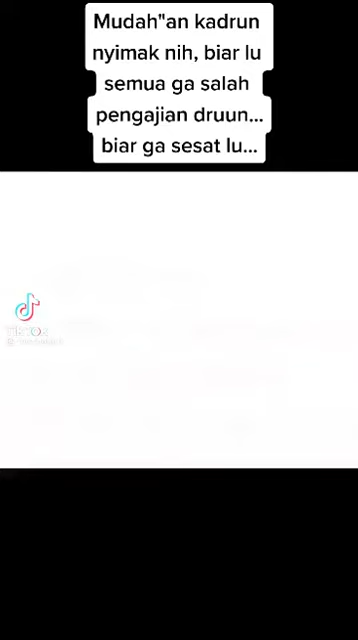 Mudah"an kadrun
nyimak nih, biar lu
semua ga salah
pengajian druun...
biar ga sesat lu...
TikTok